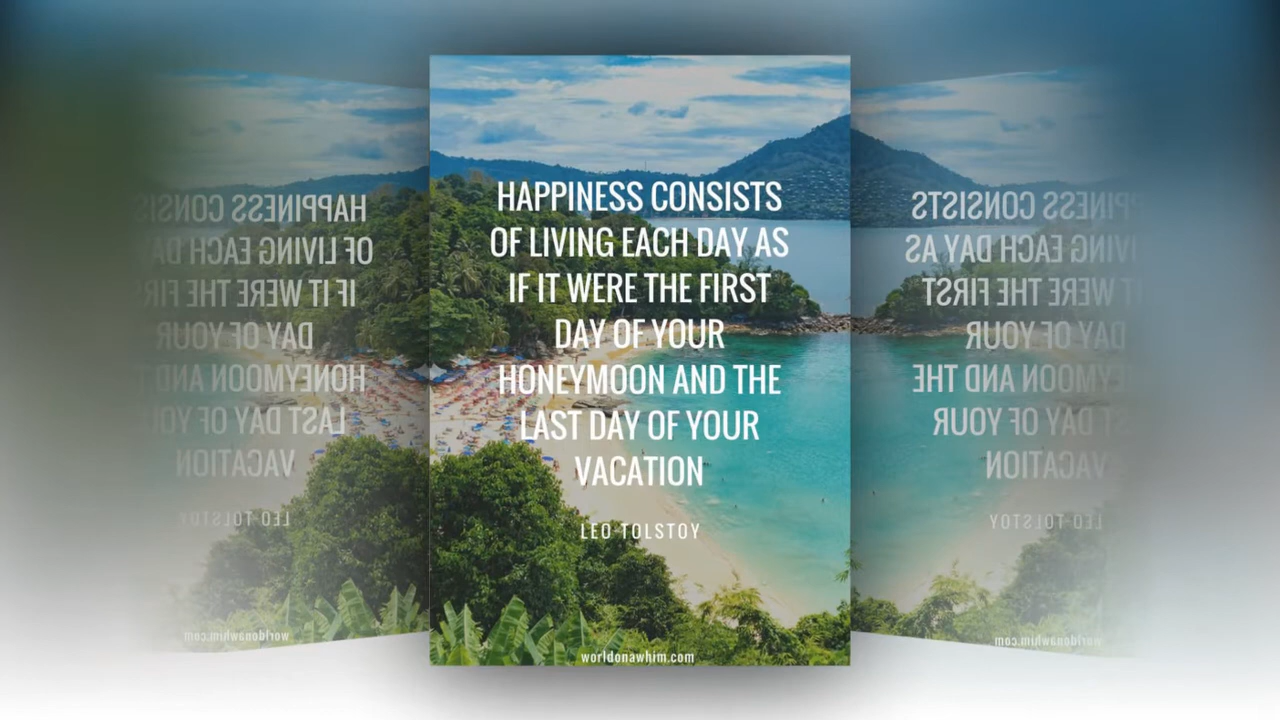 HAPPINESS CONSISTS
OF LIVING EACH DAY AS
IF IT WERE THE FIRST
DAY OF YOUR
HONEYMOON AND THE
LAST DAY OF YOUR
VACATION
LEO TOLSTOY
worldonawhim.com